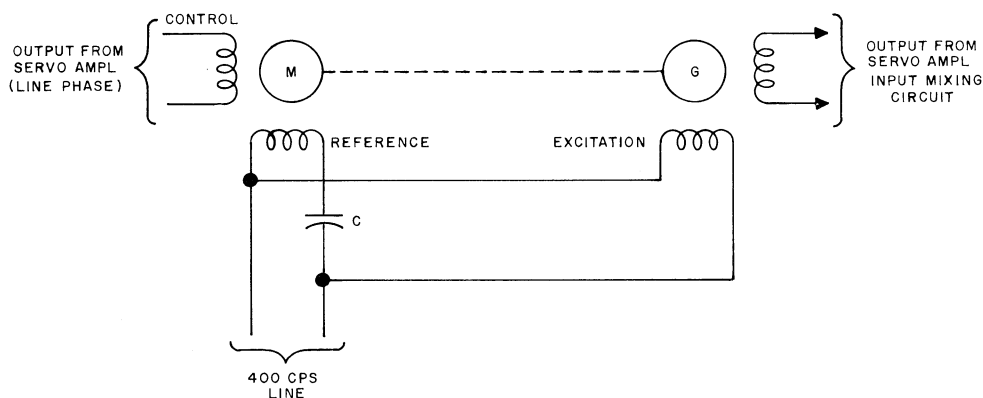 CONTROL
OUTPUT FROM
SERVO AMPL
(LINE PHASE)
M
G
OUTPUT FROM
SERVO AMPL
INPUT MIXING
CIRCUIT
REFERENCE
EXCITATION
C
400 CPS
LINE